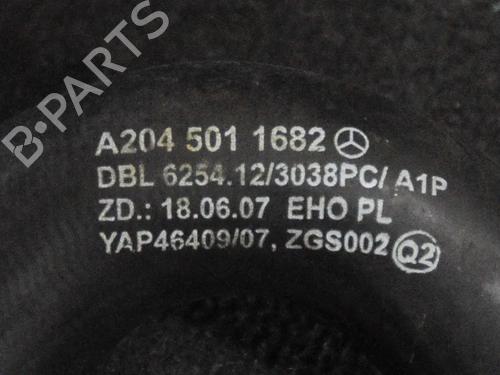 B-PARTS
A204 501 1682
DBL 6254.12/3038PC/ A1P
ZD.: 18.06.07 EHO PL
YAP46409/07, ZGS002 Q2